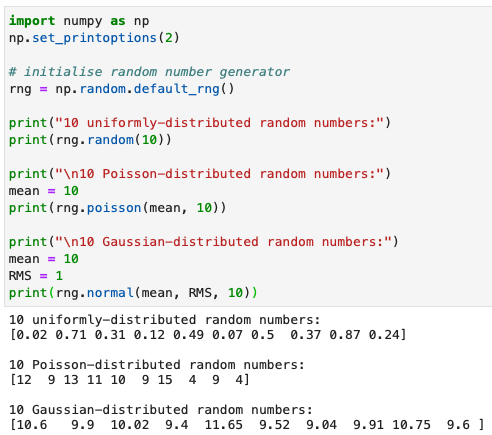 import numpy as np
np.set_printoptions(2)

# initialise random number generator
rng = np.random.default_rng()

print("10 uniformly-distributed random numbers:")
print(rng.random(10))

print("\n10 Poisson-distributed random numbers:")
mean = 10
print(rng.poisson(mean, 10))

print("\n10 Gaussian-distributed random numbers:")
mean = 10
RMS = 1
print(rng.normal(mean, RMS, 10))

10 uniformly-distributed random numbers:
[0.02 0.71 0.31 0.12 0.49 0.07 0.5  0.37 0.87 0.24]

10 Poisson-distributed random numbers:
[12  9 13 11 10  9 15  4  9  4]

10 Gaussian-distributed random numbers:
[10.6   9.9  10.02  9.4  11.65  9.52  9.04  9.91 10.75  9.6 ]